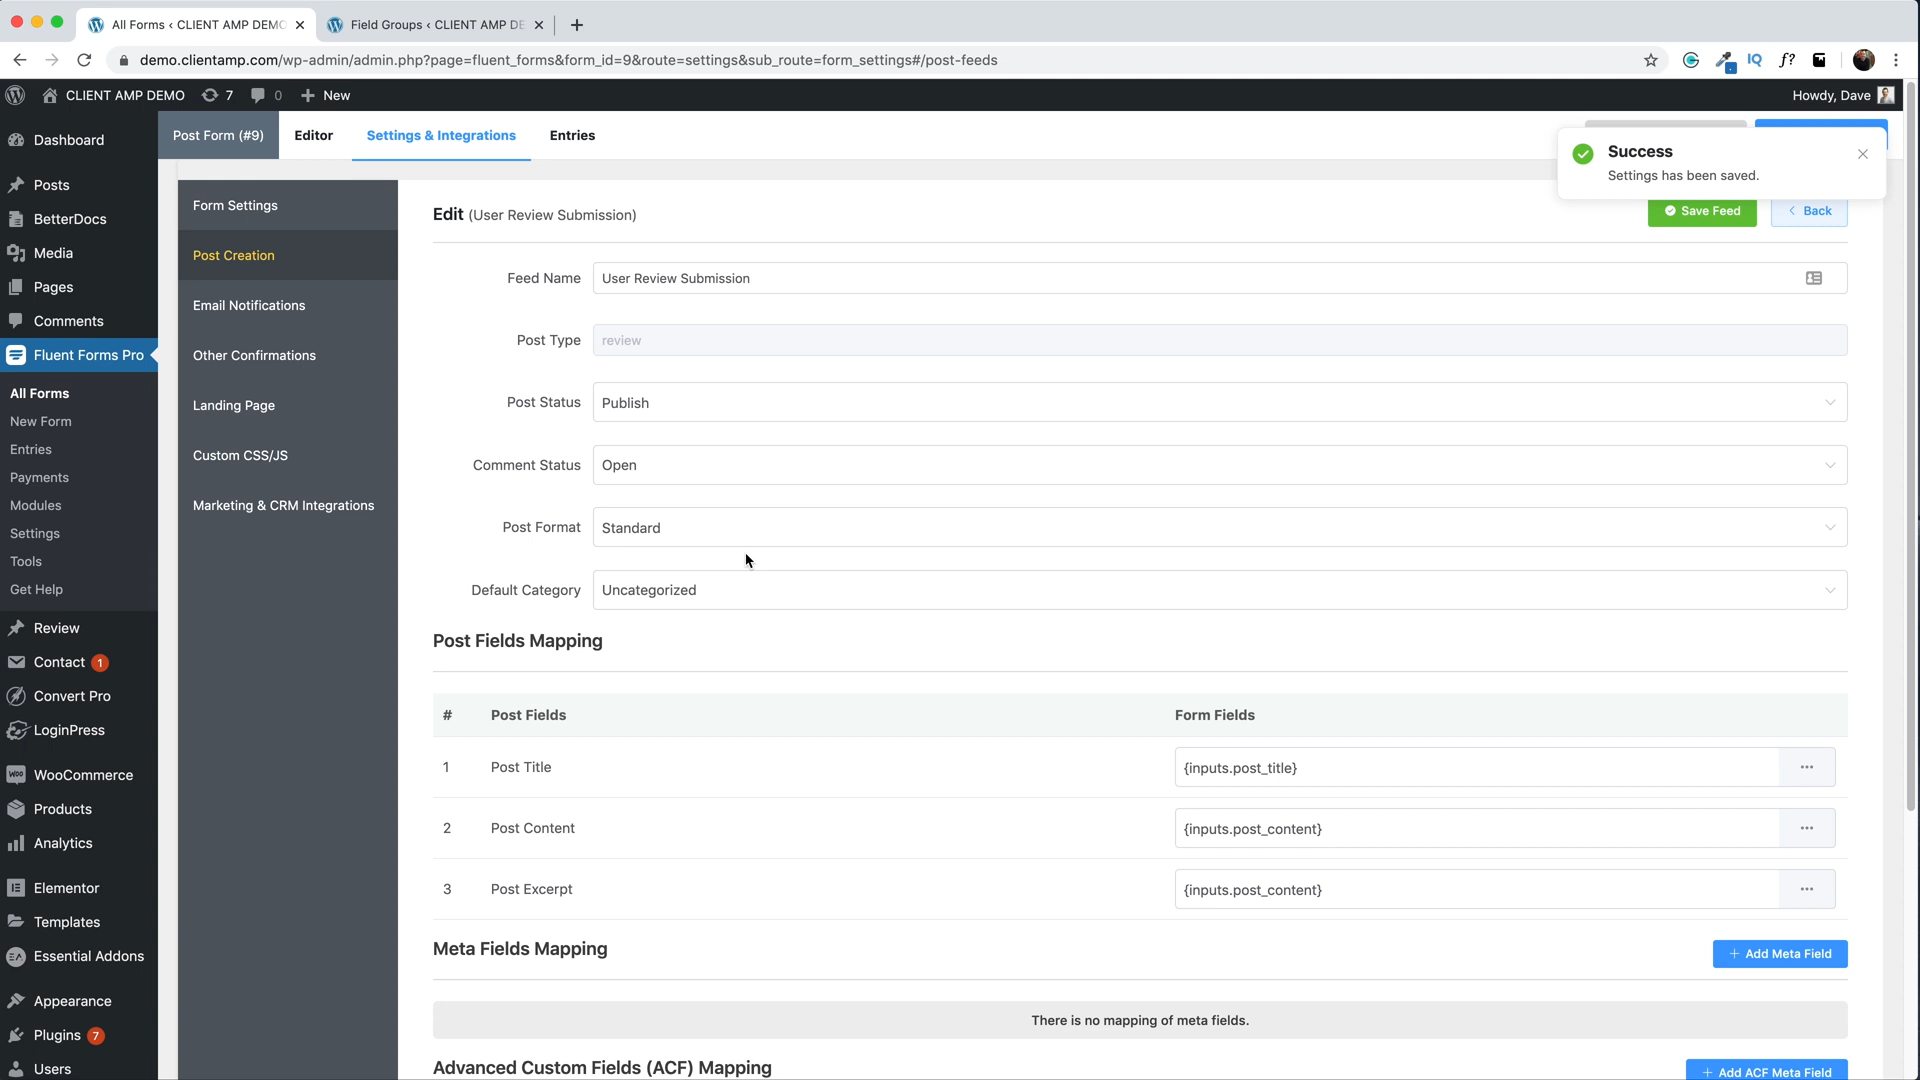 All Forms ‹ CLIENT AMP DEMO
Field Groups ‹ CLIENT AMP DE
demo.clientamp.com/wp-admin/admin.php?page=fluent_forms&form_id=9&route=settings&sub_route=form_settings#/post-feeds
IQ
f?
CLIENT AMP DEMO
7
0
New
Howdy, Dave
Post Form (#9)
Editor
Settings & Integrations
Entries
Success
Settings has been saved.
Dashboard
Posts
BetterDocs
Media
Pages
Comments
Fluent Forms Pro
All Forms
New Form
Entries
Payments
Modules
Settings
Tools
Get Help
Review
Contact 1
Convert Pro
LoginPress
WooCommerce
Products
Analytics
Elementor
Templates
Essential Addons
Appearance
Plugins 7
Users
Form Settings
Post Creation
Email Notifications
Other Confirmations
Landing Page
Custom CSS/JS
Marketing & CRM Integrations
Edit (User Review Submission)
Save Feed
Back
Feed Name User Review Submission
Post Type review
Post Status Publish
Comment Status Open
Post Format Standard
Default Category Uncategorized
Post Fields Mapping
# Post Fields Form Fields
1 Post Title {inputs.post_title}
2 Post Content {inputs.post_content}
3 Post Excerpt {inputs.post_content}
Meta Fields Mapping
Add Meta Field
There is no mapping of meta fields.
Advanced Custom Fields (ACF) Mapping
Add ACF Meta Field